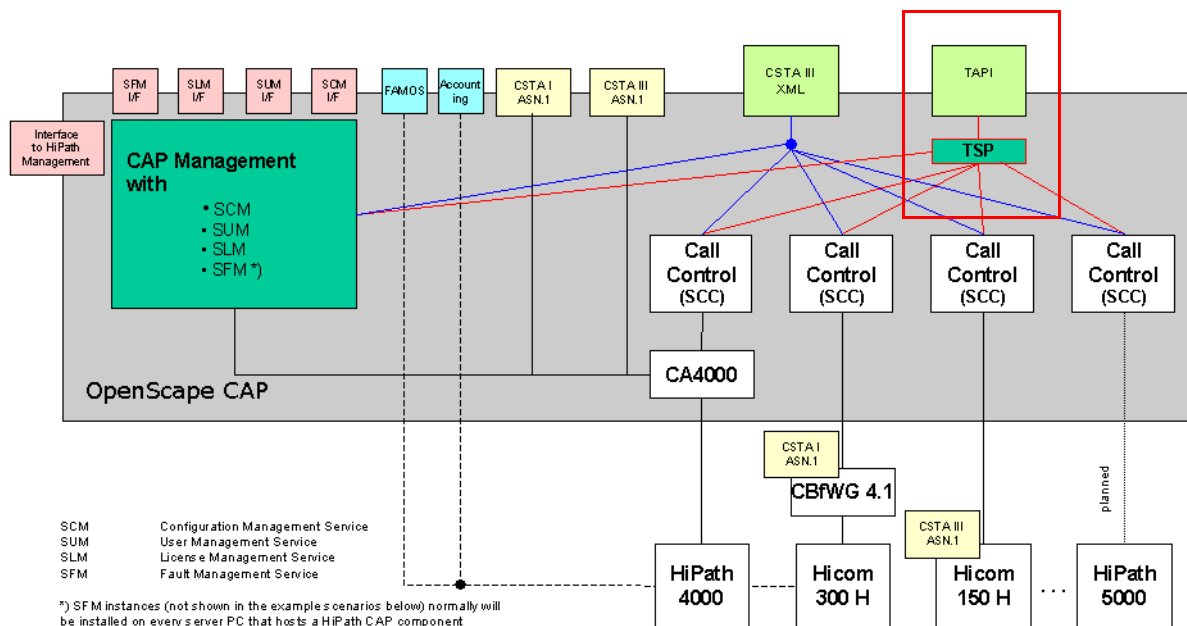 SFM
I/F
SLM
I/F
SUM
I/F
SCM
I/F
FAMOS
Account
ing
CSTA I
ASN.1
CSTA III
ASN.1
CSTA III
XML
TAPI
Interface
to HiPath
Management
CAP Management
with
• SCM
• SUM
• SLM
• SFM *)
TSP
Call
Control
(SCC)
Call
Control
(SCC)
Call
Control
(SCC)
Call
Control
(SCC)
CA4000
OpenScape CAP
CSTA I
ASN.1
CBfWG 4.1
planned
CSTA III
ASN.1
HiPath
4000
Hicom
300 H
Hicom
150 H
. . .
HiPath
5000
SCM Configuration Management Service
SUM User Management Service
SLM License Management Service
SFM Fault Management Service
*) SFM instances (not shown in the example scenarios below) normally will
be installed on every server PC that hosts a HiPath CAP component